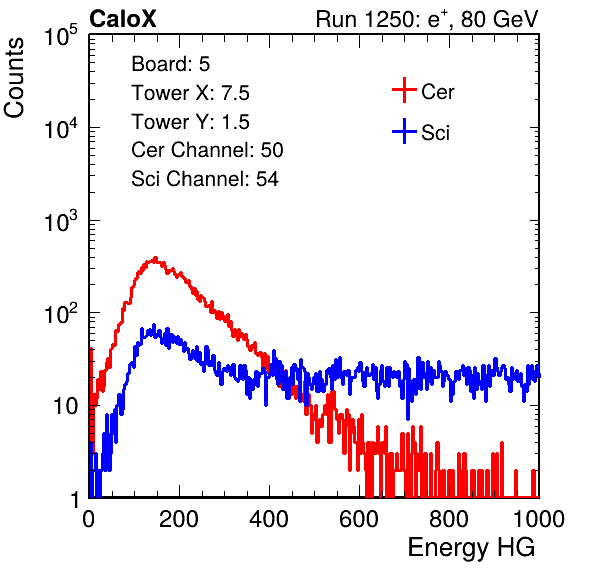 CaloX Run 1250: e⁺, 80 GeV
Counts
10⁵
10⁴
10³
10²
10
1
Board: 5
Tower X: 7.5
Tower Y: 1.5
Cer Channel: 50
Sci Channel: 54
Cer
Sci
0 200 400 600 800 1000
Energy HG